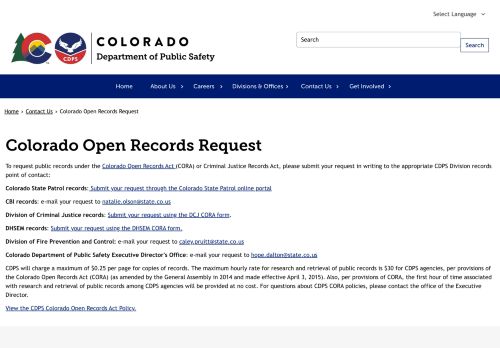 Select Language
COLORADO
Department of Public Safety
CDPS
Search
Search
Home
About Us
Careers
Divisions & Offices
Contact Us
Get Involved
Home › Contact Us › Colorado Open Records Request
Colorado Open Records Request
To request public records under the Colorado Open Records Act (CORA) or Criminal Justice Records Act, please submit your request in writing to the appropriate CDPS Division records
point of contact:
Colorado State Patrol records: Submit your request through the Colorado State Patrol online portal
CBI records: e-mail your request to natalie.olson@state.co.us
Division of Criminal Justice records: Submit your request using the DCJ CORA form.
DHSEM records: Submit your request using the DHSEM CORA form.
Division of Fire Prevention and Control: e-mail your request to caley.pruitt@state.co.us
Colorado Department of Public Safety Executive Director's Office: e-mail your request to hope.dalton@state.co.us
CDPS will charge a maximum of $0.25 per page for copies of records. The maximum hourly rate for research and retrieval of public records is $30 for CDPS agencies, per provisions of
the Colorado Open Records Act (CORA) (as amended by the General Assembly in 2014 and made effective April 3, 2015). Also, per provisions of CORA, the first hour of time associated
with research and retrieval of public records among CDPS agencies will be provided at no cost. For questions about CDPS CORA policies, please contact the office of the Executive
Director.
View the CDPS Colorado Open Records Act Policy.